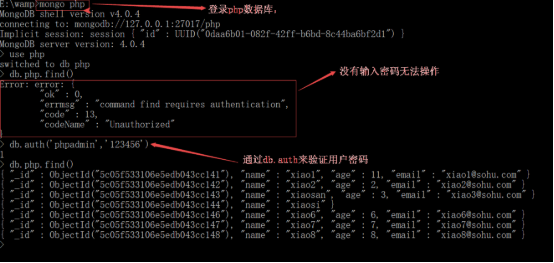 E:\wamp>mongo php
登录php数据库，
MongoDB shell version v4.0.4
connecting to: mongodb://127.0.0.1:27017/php
Implicit session: session { "id" : UUID("0daa6b01-082f-42ff-b6bd-8c44ba6bf2d1") }
MongoDB server version: 4.0.4
> use php
switched to db php
> db.php.find()
Error: error: {
"ok" : 0,
没有输入密码无法操作
"errmsg" : "command find requires authentication",
"code" : 13,
"codeName" : "Unauthorized"
}
> db.auth('phpadmin','123456')
1
通过db.auth来验证用户密码
> db.php.find()
{ "_id" : ObjectId("5c05f533106e5edb043cc141"), "name" : "xiao1", "age" : 11, "email" : "xiao1@sohu.com" }
{ "_id" : ObjectId("5c05f533106e5edb043cc142"), "name" : "xiao2", "age" : 2, "email" : "xiao2@sohu.com" }
{ "_id" : ObjectId("5c05f533106e5edb043cc143"), "name" : "xiaosan", "age" : 3, "email" : "xiao3@sohu.com" }
{ "_id" : ObjectId("5c05f533106e5edb043cc144"), "name" : "xiaosi" }
{ "_id" : ObjectId("5c05f533106e5edb043cc146"), "name" : "xiao6", "age" : 6, "email" : "xiao6@sohu.com" }
{ "_id" : ObjectId("5c05f533106e5edb043cc147"), "name" : "xiao7", "age" : 7, "email" : "xiao7@sohu.com" }
{ "_id" : ObjectId("5c05f533106e5edb043cc148"), "name" : "xiao8", "age" : 8, "email" : "xiao8@sohu.com" }
>